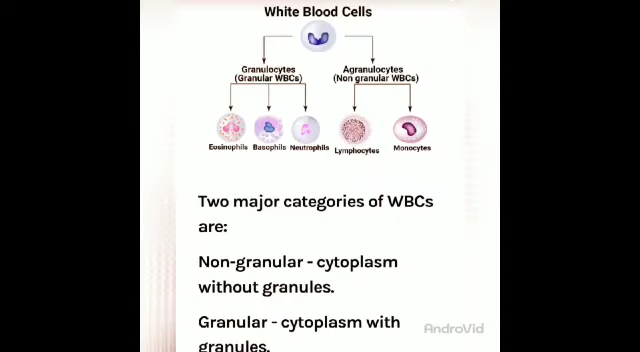 White Blood Cells
Granulocytes
(Granular WBCs)
Agranulocytes
(Non granular WBCs)
Eosinophils
Basophils
Neutrophils
Lymphocytes
Monocytes
Two major categories of WBCs
are:
Non-granular - cytoplasm
without granules.
Granular - cytoplasm with
granules.
AndroVid